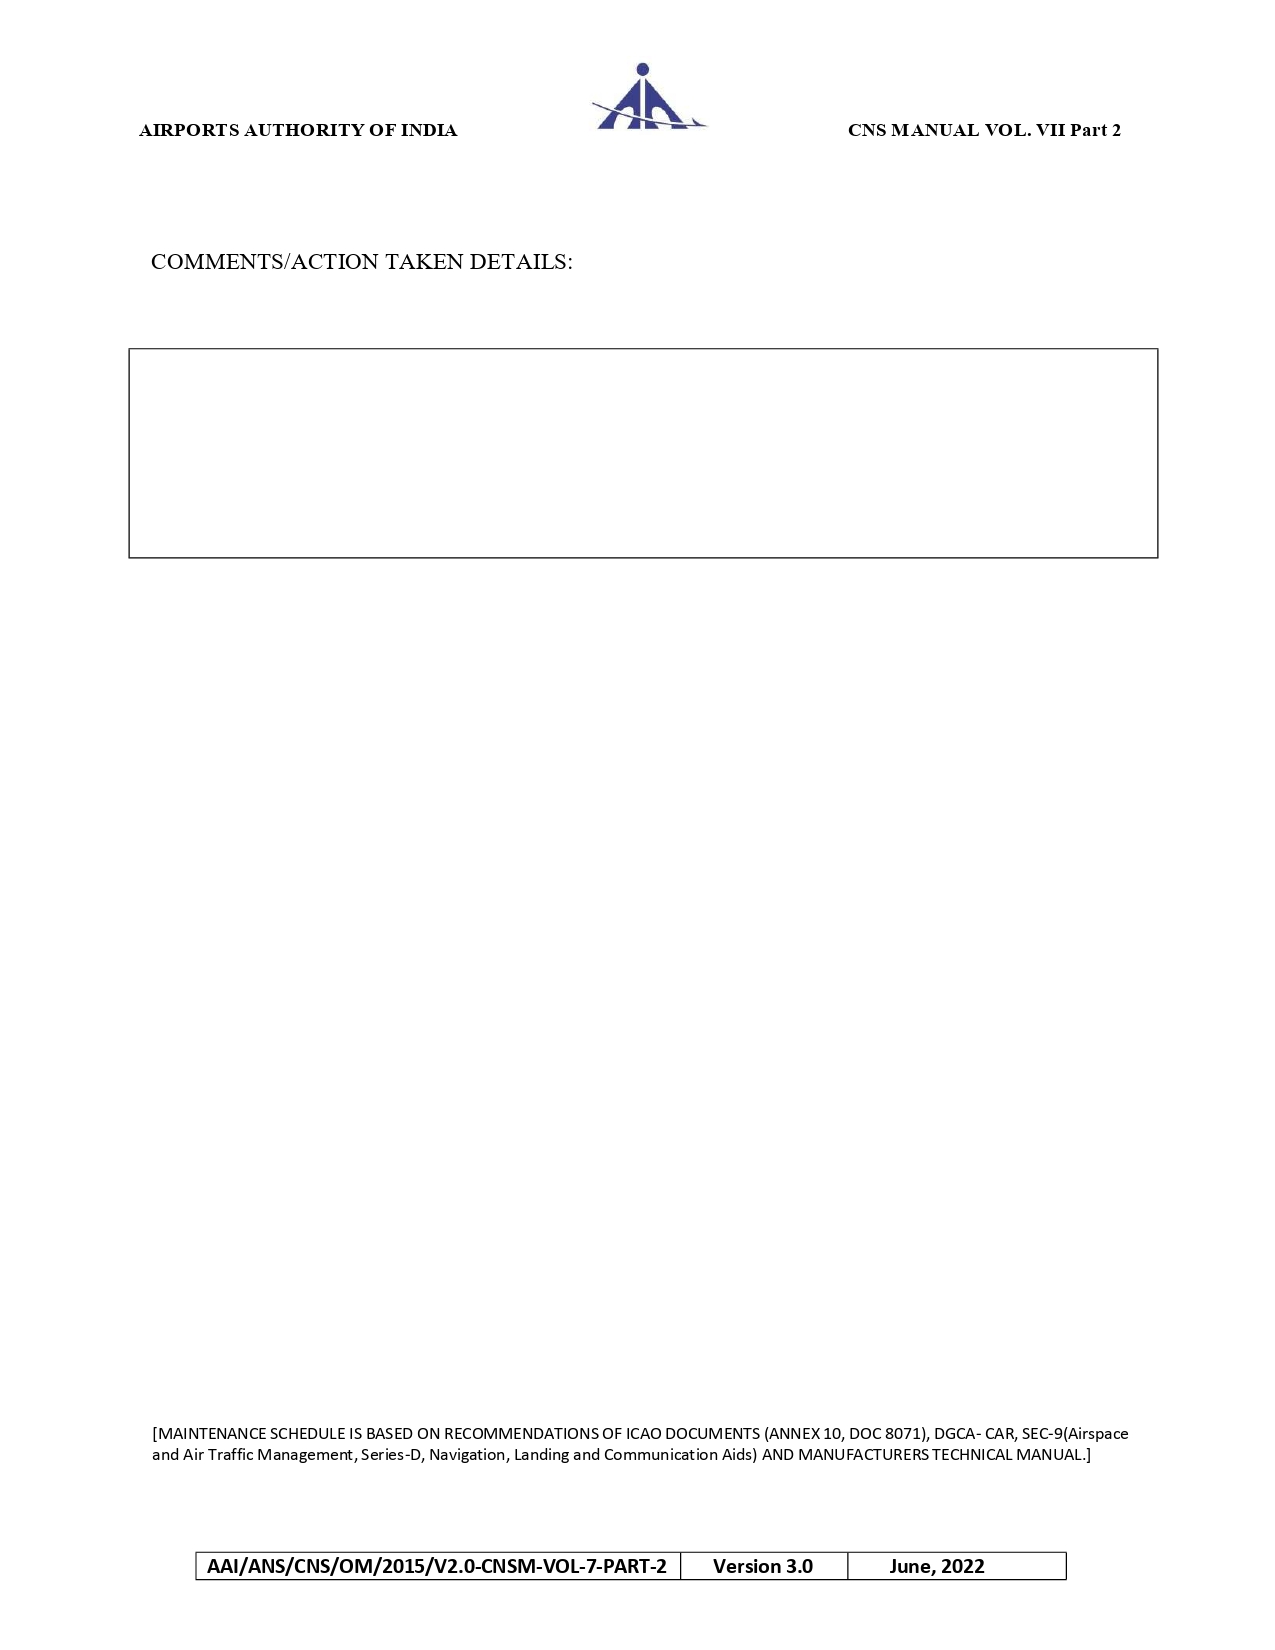 AIRPORTS AUTHORITY OF INDIA
CNS MANUAL VOL. VII Part 2
COMMENTS/ACTION TAKEN DETAILS:
[MAINTENANCE SCHEDULE IS BASED ON RECOMMENDATIONS OF ICAO DOCUMENTS (ANNEX 10, DOC 8071), DGCA- CAR, SEC-9(Airspace
and Air Traffic Management, Series-D, Navigation, Landing and Communication Aids) AND MANUFACTURERS TECHNICAL MANUAL.]
AAI/ANS/CNS/OM/2015/V2.0-CNSM-VOL-7-PART-2 Version 3.0 June, 2022